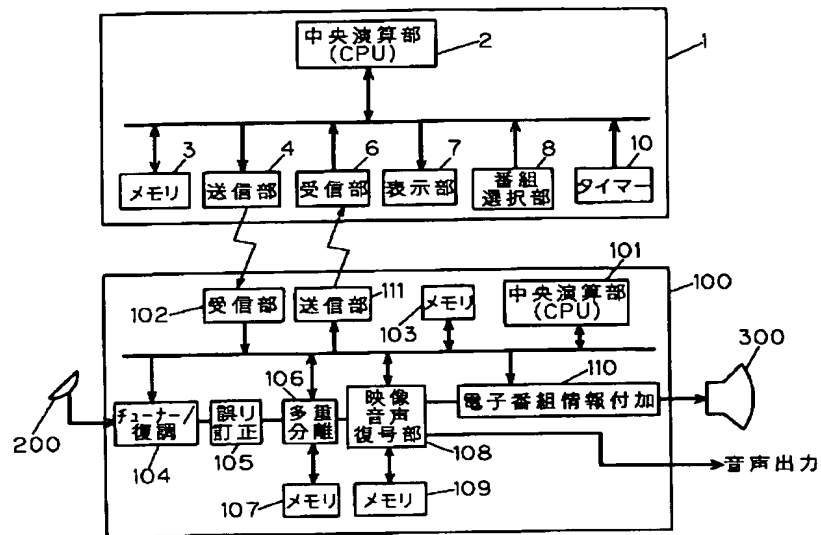 中央演算部
(CPU)
2
1
3
4
6
7
8
10
メモリ
送信部
受信部
表示部
番組
選択部
タイマー
101
102
受信部
送信部
111
103
メモリ
中央演算部
(CPU)
100
300
106
110
200
チューナー/
復調
誤り
訂正
多重
分離
映像
音声
復号部
電子番組情報付加
104
105
108
音声出力
107
メモリ
メモリ
109